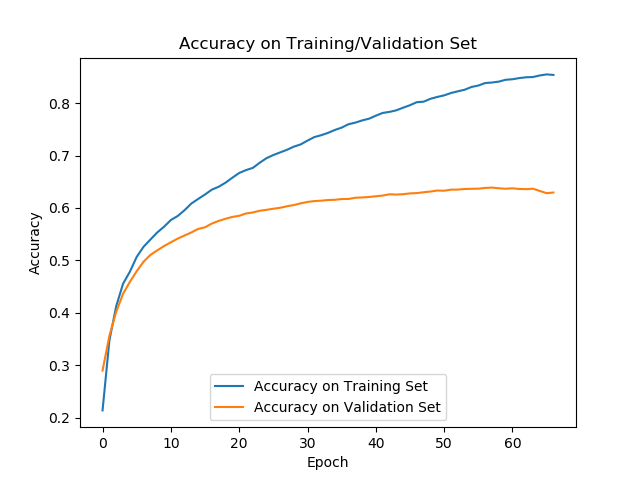 Accuracy on Training/Validation Set
0.8
0.7
0.6
0.5
0.4
0.3
0.2
Accuracy
Accuracy on Training Set
Accuracy on Validation Set
0 10 20 30 40 50 60
Epoch